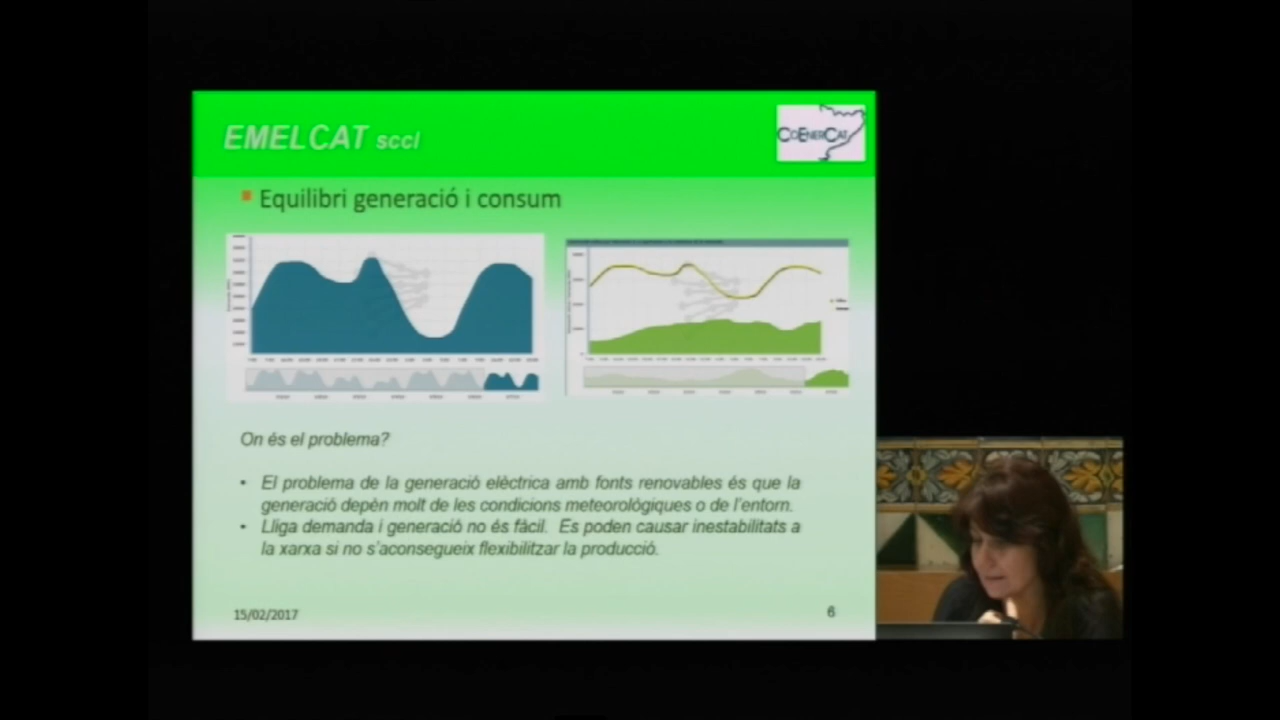 EMELCAT sccl
COENERCAT
Equilibri generació i consum
On és el problema?
• El problema de la generació elèctrica amb fonts renovables és que la
generació depèn molt de les condicions meteorològiques o de l'entorn.
• Lliga demanda i generació no és fàcil. Es poden causar inestabilitats a
la xarxa si no s'aconsegueix flexibilitzar la producció.
15/02/2017
6